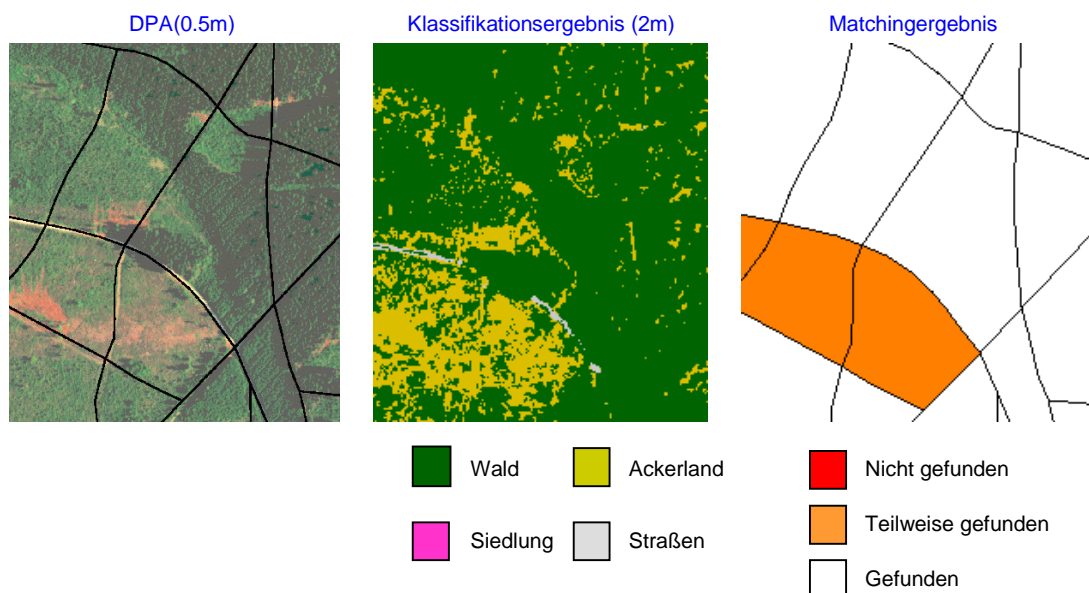 DPA(0.5m)
Klassifikationsergebnis (2m)
Matchingergebnis
Wald
Ackerland
Siedlung
Straßen
Nicht gefunden
Teilweise gefunden
Gefunden